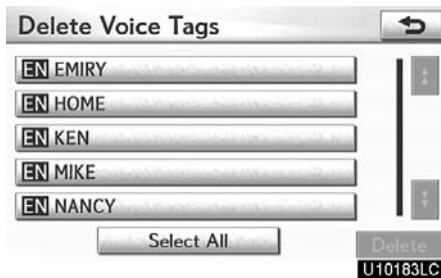 Delete Voice Tags
EN EMIRY
EN HOME
EN KEN
EN MIKE
EN NANCY
Select All
Delete
U10183LC